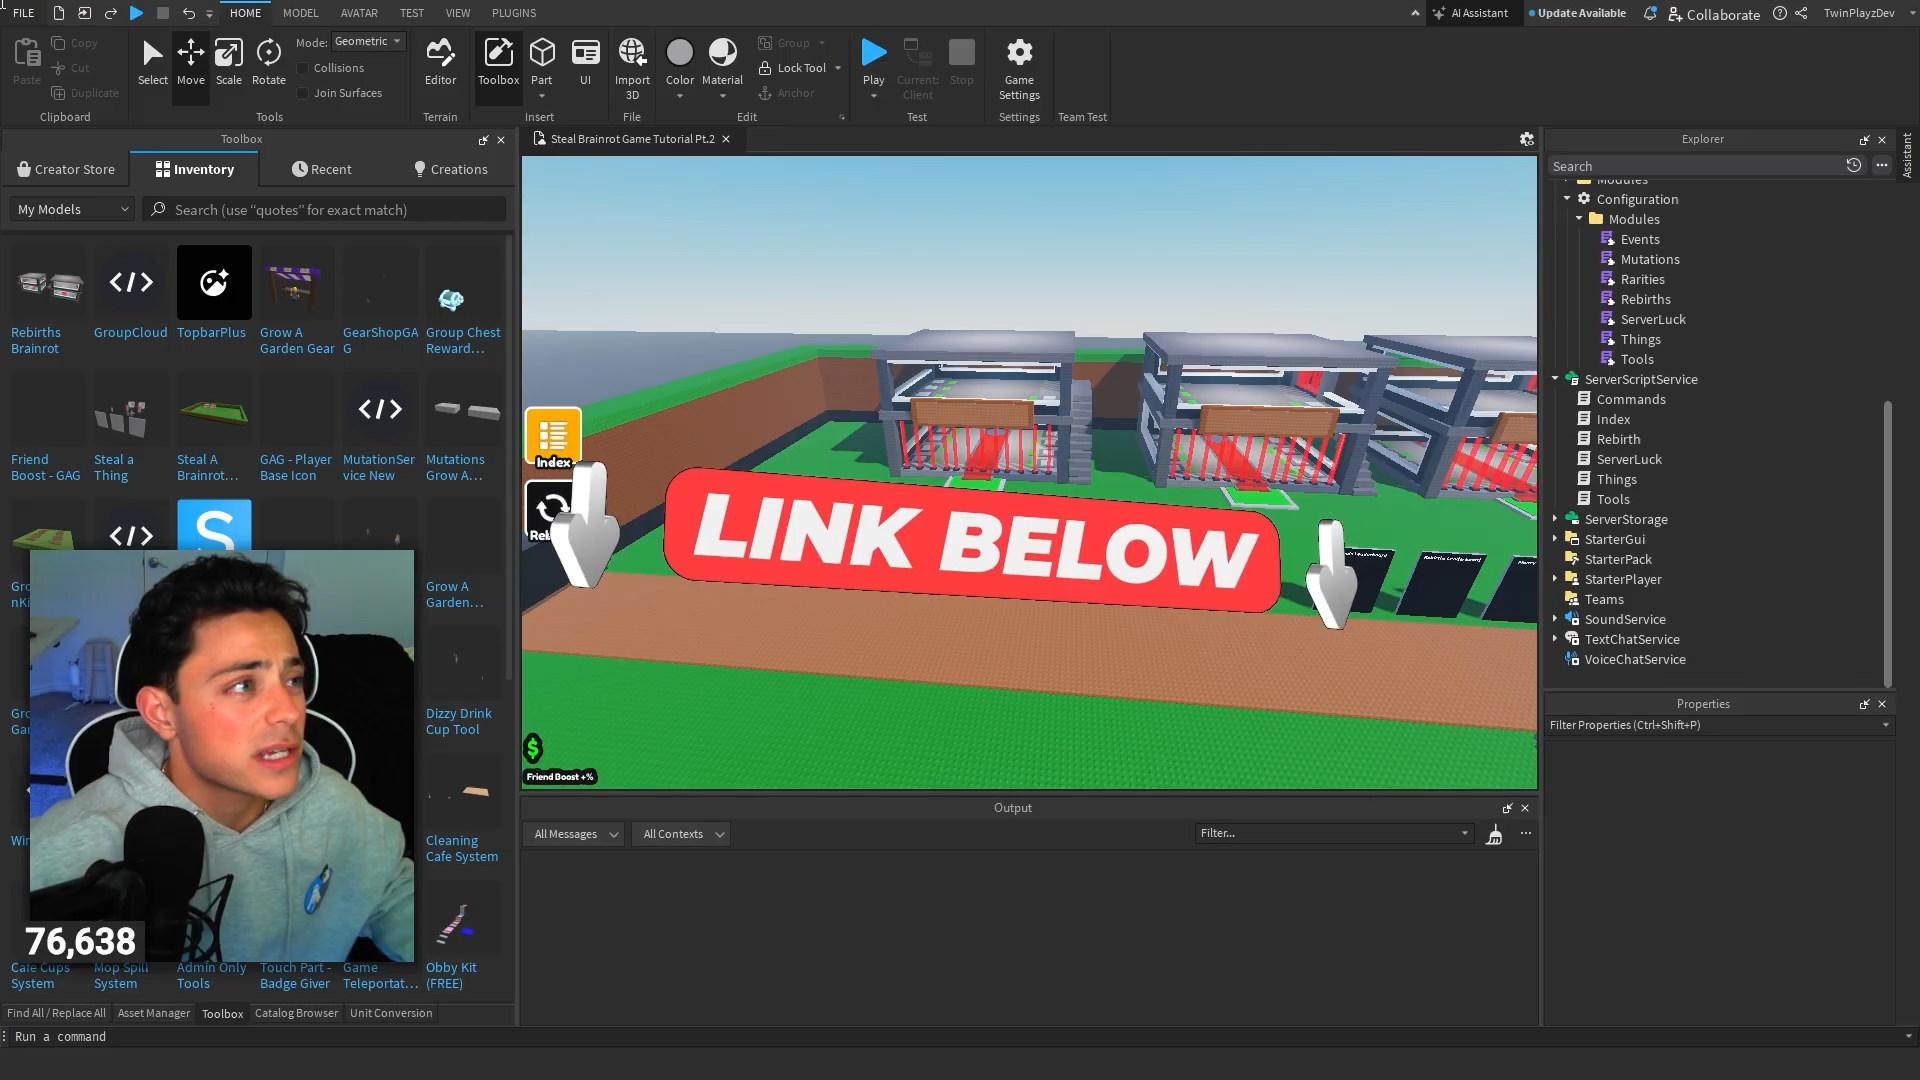 FILE
HOME
MODEL
AVATAR
TEST
VIEW
PLUGINS
AI Assistant
Update Available
Collaborate
TwinPlayzDev
Paste
Copy
Cut
Duplicate
Clipboard
Select
Move
Scale
Rotate
Mode:
Geometric
Collisions
Join Surfaces
Tools
Editor
Terrain
Toolbox
Part
UI
Insert
Import
3D
File
Color
Material
Group
Lock Tool
Anchor
Edit
Play
Current:
Client
Stop
Test
Game
Settings
Settings
Team Test
Toolbox
Creator Store
Inventory
Recent
Creations
My Models
Search (use “quotes” for exact match)
Rebirths
Brainrot
GroupCloud
TopbarPlus
Grow A
Garden Gear
GearShopGA
G
Group Chest
Reward...
Friend
Boost - GAG
Steal a
Thing
Steal A
Brainrot...
GAG - Player
Base Icon
MutationSer
vice New
Mutations
Grow A...
Grow A
Garden...
Dizzy Drink
Cup Tool
Cleaning
Cafe System
Cafe Cups
System
Mop Spill
System
Admin Only
Tools
Touch Part -
Badge Giver
Game
Teleportat...
Obby Kit
(FREE)
76,638
Find All / Replace All
Asset Manager
Toolbox
Catalog Browser
Unit Conversion
Run a command
Steal Brainrot Game Tutorial Pt.2
Index
LINK BELOW
$
Friend Boost +%
Output
All Messages
All Contexts
Filter...
Explorer
Search
Modules
Configuration
Modules
Events
Mutations
Rarities
Rebirths
ServerLuck
Things
Tools
ServerScriptService
Commands
Index
Rebirth
ServerLuck
Things
Tools
ServerStorage
StarterGui
StarterPack
StarterPlayer
Teams
SoundService
TextChatService
VoiceChatService
Assistant
Properties
Filter Properties (Ctrl+Shift+P)